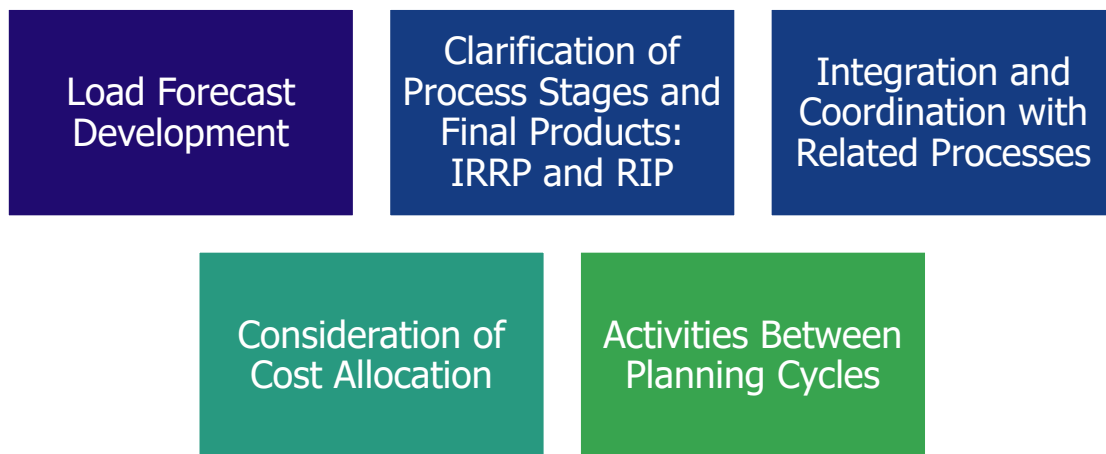 Load Forecast
Development
Clarification of
Process Stages and
Final Products:
IRRP and RIP
Integration and
Coordination with
Related Processes
Consideration of
Cost Allocation
Activities Between
Planning Cycles